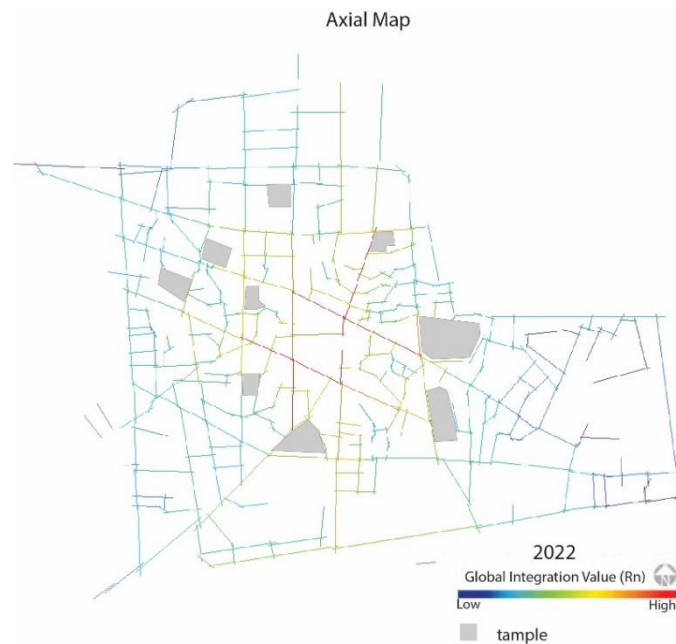 Axial Map
2022
Global Integration Value (Rn)
N
Low High
tample